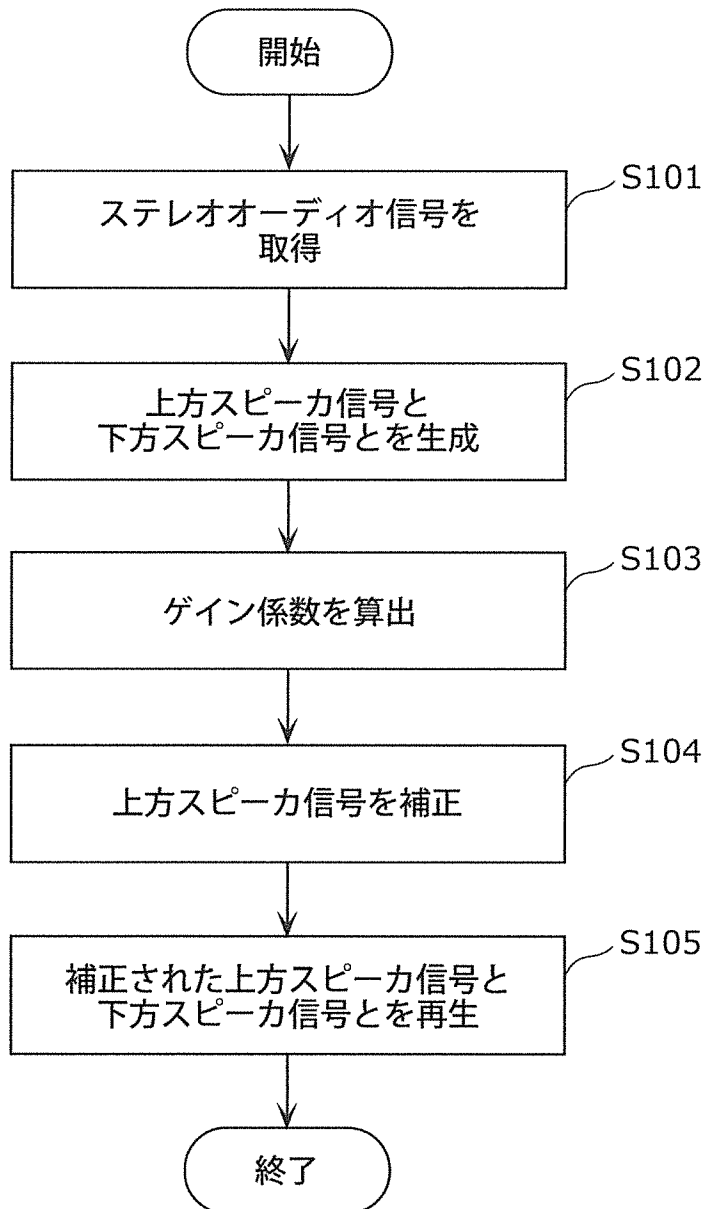 開始
S101
ステレオオーディオ信号を
取得
S102
上方スピーカ信号と
下方スピーカ信号とを生成
S103
ゲイン係数を算出
S104
上方スピーカ信号を補正
S105
補正された上方スピーカ信号と
下方スピーカ信号とを再生
終了